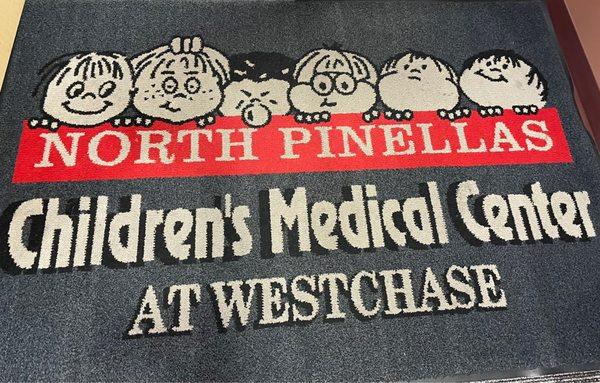 NORTH PINELLAS
Children's Medical Center
AT WESTCHASE